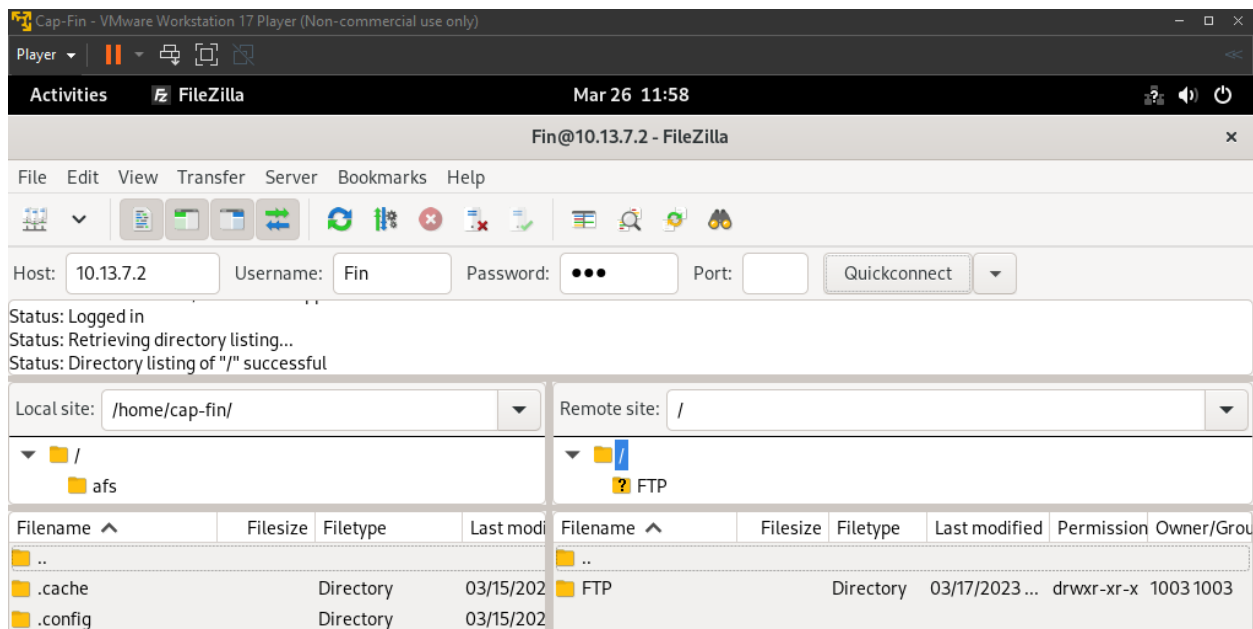 Cap-Fin - VMware Workstation 17 Player (Non-commercial use only)
Player
Activities FileZilla Mar 26 11:58
Fin@10.13.7.2 - FileZilla
File Edit View Transfer Server Bookmarks Help
Host: 10.13.7.2 Username: Fin Password: ●●● Port: Quickconnect
Status: Logged in
Status: Retrieving directory listing...
Status: Directory listing of "/" successful
Local site: /home/cap-fin/ Remote site: /
/ /
afs ? FTP
Filename Filesize Filetype Last modi Filename Filesize Filetype Last modified Permission Owner/Grou
.. ..
.cache Directory 03/15/202 FTP Directory 03/17/2023 ... drwxr-xr-x 1003 1003
.config Directory 03/15/202